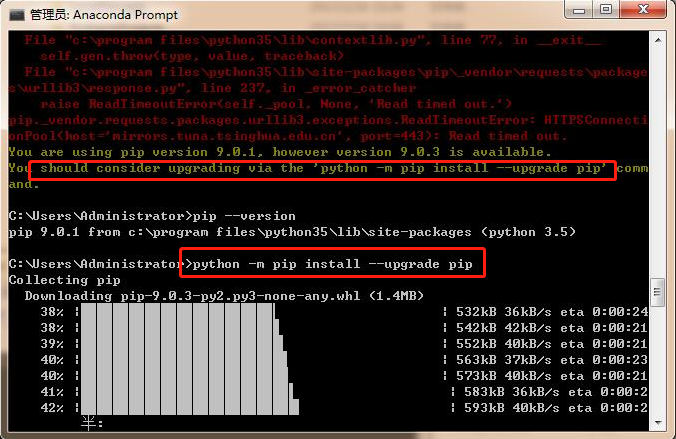 管理员: Anaconda Prompt
File "c:\program files\python35\lib\contextlib.py", line 77, in __exit__
self.gen.throw(type, value, traceback)
File "c:\program files\python35\lib\site-packages\pip\_vendor\requests\package
s\urllib3\response.py", line 237, in _error_catcher
raise ReadTimeoutError(self._pool, None, 'Read timed out.')
pip._vendor.requests.packages.urllib3.exceptions.ReadTimeoutError: HTTPSConnecti
onPool(host='mirrors.tuna.tsinghua.edu.cn', port=443): Read timed out.
You are using pip version 9.0.1, however version 9.0.3 is available.
You should consider upgrading via the 'python -m pip install --upgrade pip' comm
and.
C:\Users\Administrator>pip --version
pip 9.0.1 from c:\program files\python35\lib\site-packages (python 3.5)
C:\Users\Administrator>python -m pip install --upgrade pip
Collecting pip
Downloading pip-9.0.3-py2.py3-none-any.whl (1.4MB)
38% | | 532kB 36kB/s eta 0:00:24
38% | | 542kB 42kB/s eta 0:00:21
39% | | 552kB 40kB/s eta 0:00:21
40% | | 563kB 37kB/s eta 0:00:23
40% | | 573kB 40kB/s eta 0:00:21
41% | | 583kB 36kB/s eta 0:00:2
42% | | 593kB 40kB/s eta 0:00:2
半: